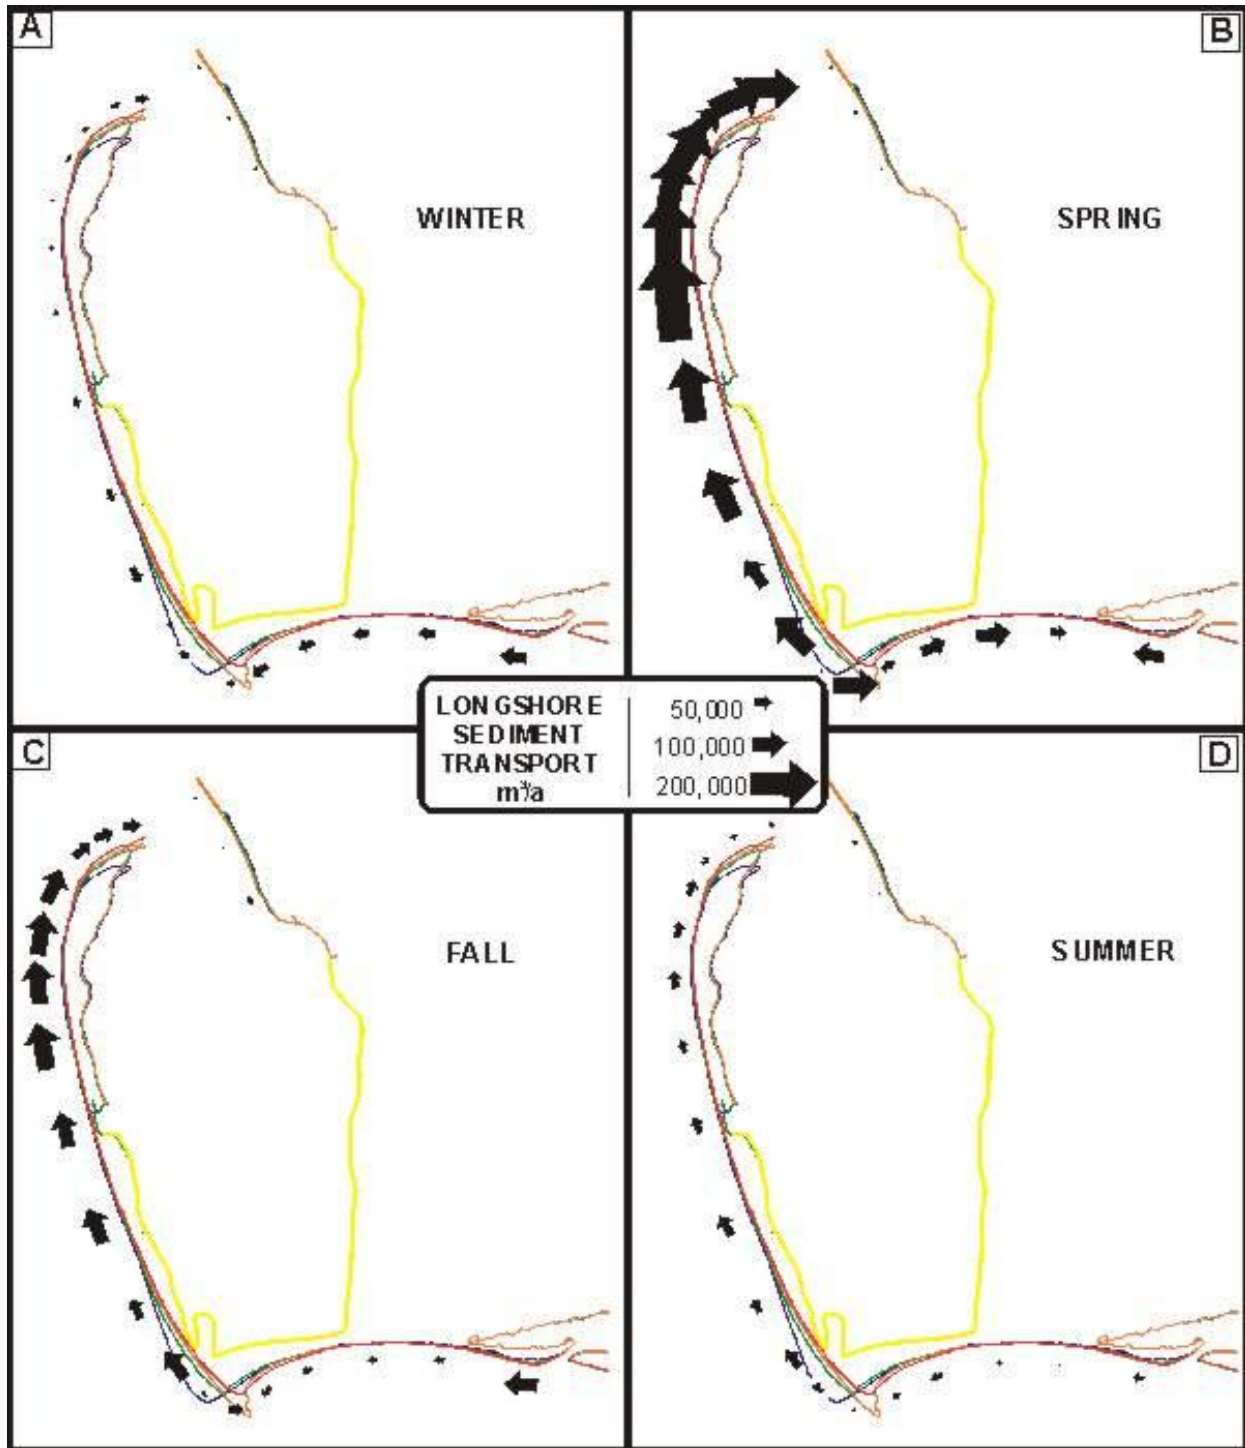 A
B
WINTER
SPRING
LONGSHORE
SEDIMENT
TRANSPORT
m³/a
50,000
100,000
200,000
C
D
FALL
SUMMER